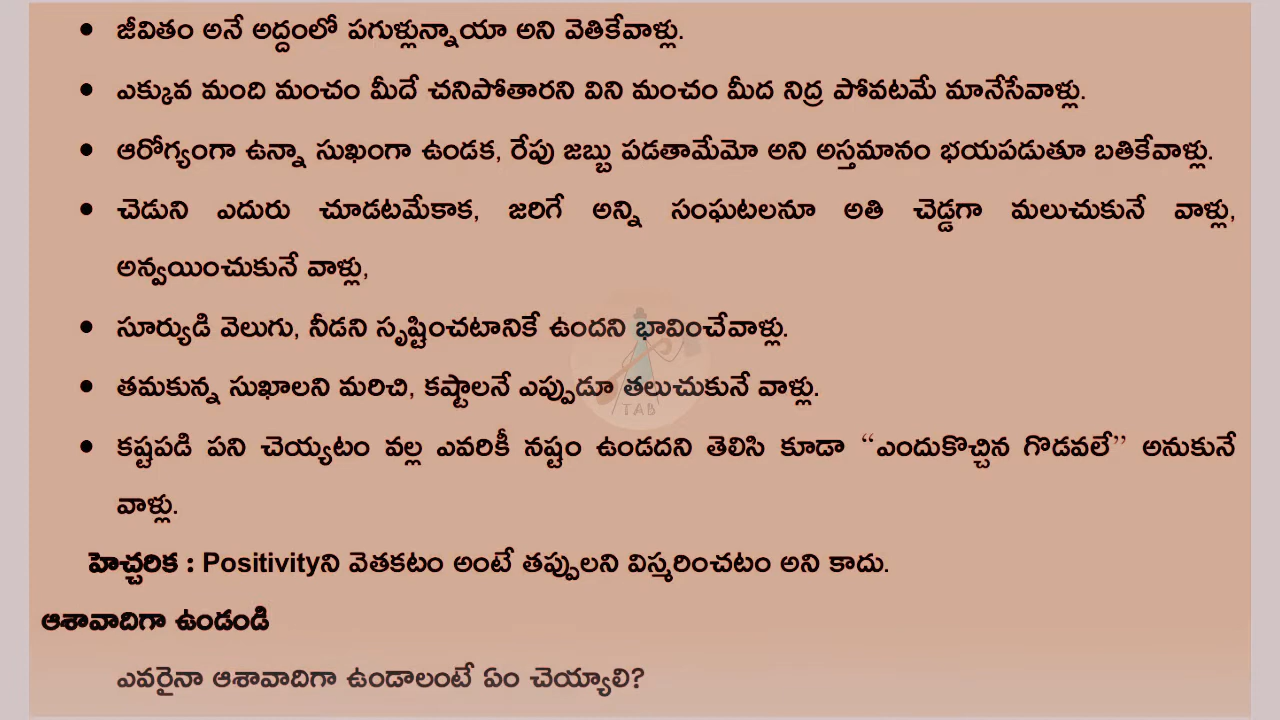 • జీవితం అనే అద్దంలో పగుళ్లున్నాయా అని వెతికేవాళ్లు.
• ఎక్కువ మంది మంచం మీదే చనిపోతారని విని మంచం మీద నిద్ర పోవటమే మానేసేవాళ్లు.
• ఆరోగ్యంగా ఉన్నా సుఖంగా ఉండక, రేపు జబ్బు పడతామేమో అని అస్తమానం భయపడుతూ బతికేవాళ్లు.
• చెడుని ఎదురు చూడటమేకాక, జరిగే అన్ని సంఘటలనూ అతి చెడ్డగా మలుచుకునే వాళ్లు,
అన్వయించుకునే వాళ్లు,
• సూర్యుడి వెలుగు, నీడని సృష్టించటానికే ఉందని భావించేవాళ్లు.
• తమకున్న సుఖాలని మరిచి, కష్టాలనే ఎప్పుడూ తలుచుకునే వాళ్లు.
TAB
• కష్టపడి పని చెయ్యటం వల్ల ఎవరికీ నష్టం ఉండదని తెలిసి కూడా “ఎందుకొచ్చిన గొడవలే” అనుకునే
వాళ్లు.
హెచ్చరిక : Positivityని వెతకటం అంటే తప్పులని విస్మరించటం అని కాదు.
ఆశావాదిగా ఉండండి
ఎవరైనా ఆశావాదిగా ఉండాలంటే ఏం చెయ్యాలి?